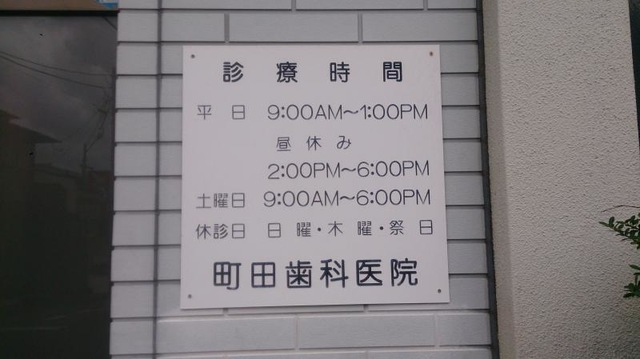 診療時間
平日 9:00AM～1:00PM
昼休み
2:00PM～6:00PM
土曜日 9:00AM～6:00PM
休診日 日曜・木曜・祭日
町田歯科医院